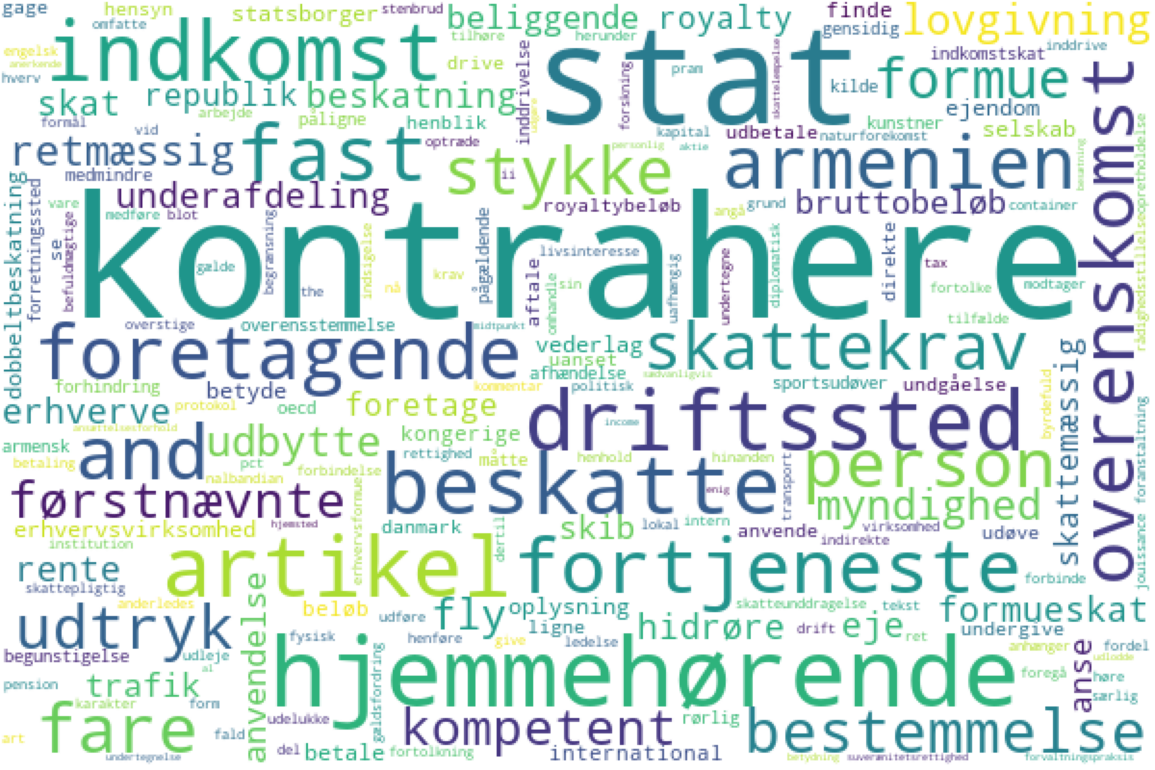 gage
hensyn
statsborger
stenbrud
beliggende
royalty
finde
lovgivning
omfatte
tilhøre
herunder
gensidig
engelsk
anerkende
indkomst
stat
indkomstskat
inddrive
hverv
drive
inddrivelse
pram
skattelempelse
kilde
formue
skat
republik
beskatning
forskning
ejendom
overenskomst
arbejde
formål
vid
påligne
henblik
udgøre
kapital
udbetale
kunstner
selskab
retmæssig
fast
optræde
personlig
aktie
naturforekomst
armenien
medmindre
stykke
ii
besætning
rådighedsstillelse
opretholdelse
dobbeltbeskatning
underafdeling
royaltybeløb
angå
grund
bruttobeløb
container
vare
medføre
blot
kontrahere
forretningssted
se
befuldmægtige
begrænsning
indsigelse
pågældende
livsinteresse
diplomatisk
direkte
gælde
the
nå
krav
aftale
omhandle
sin
uafhængig
undertegne
tax
fortolke
modtager
overstige
overensstemmelse
midtpunkt
tilfælde
foretagende
vederlag
uanset
skattekrav
skattemæssig
afhændelse
forhindring
betyde
sædvanligvis
kommentar
politisk
sportsudøver
undgåelse
byrdefuld
erhverve
protokol
oecd
foretage
income
driftssted
jouissance
foranstaltning
ansættelsesforhold
armensk
and
udbytte
kongerige
rettighed
henhold
hinanden
betaling
pct
forbindelse
måtte
nalbandian
beskatte
transport
person
førstnævnte
enig
myndighed
erhvervsvirksomhed
hjemsted
erhvervsformue
danmark
skib
lokal
intern
anvende
virksomhed
udøve
institution
dertil
indirekte
artikel
fortjeneste
rente
skattepligtig
forbinde
anderledes
anvendelse
beløb
udføre
fly
oplysning
skatteunddragelse
tekst
formueskat
udtryk
fysisk
henføre
give
ligne
ledelse
hidrøre
drift
eje
ret
undergive
fordel
begunstigelse
udleje
al
hjemmehørende
anhænger
udlodde
anse
pension
trafik
gældsfordring
foregå
høre
særlig
karakter
form
udelukke
fare
fald
kompetent
rørlig
bestemmelse
art
undertegnelse
del
betale
fortolkning
international
betydning
suverænitetsrettighed
forvaltningspraksis